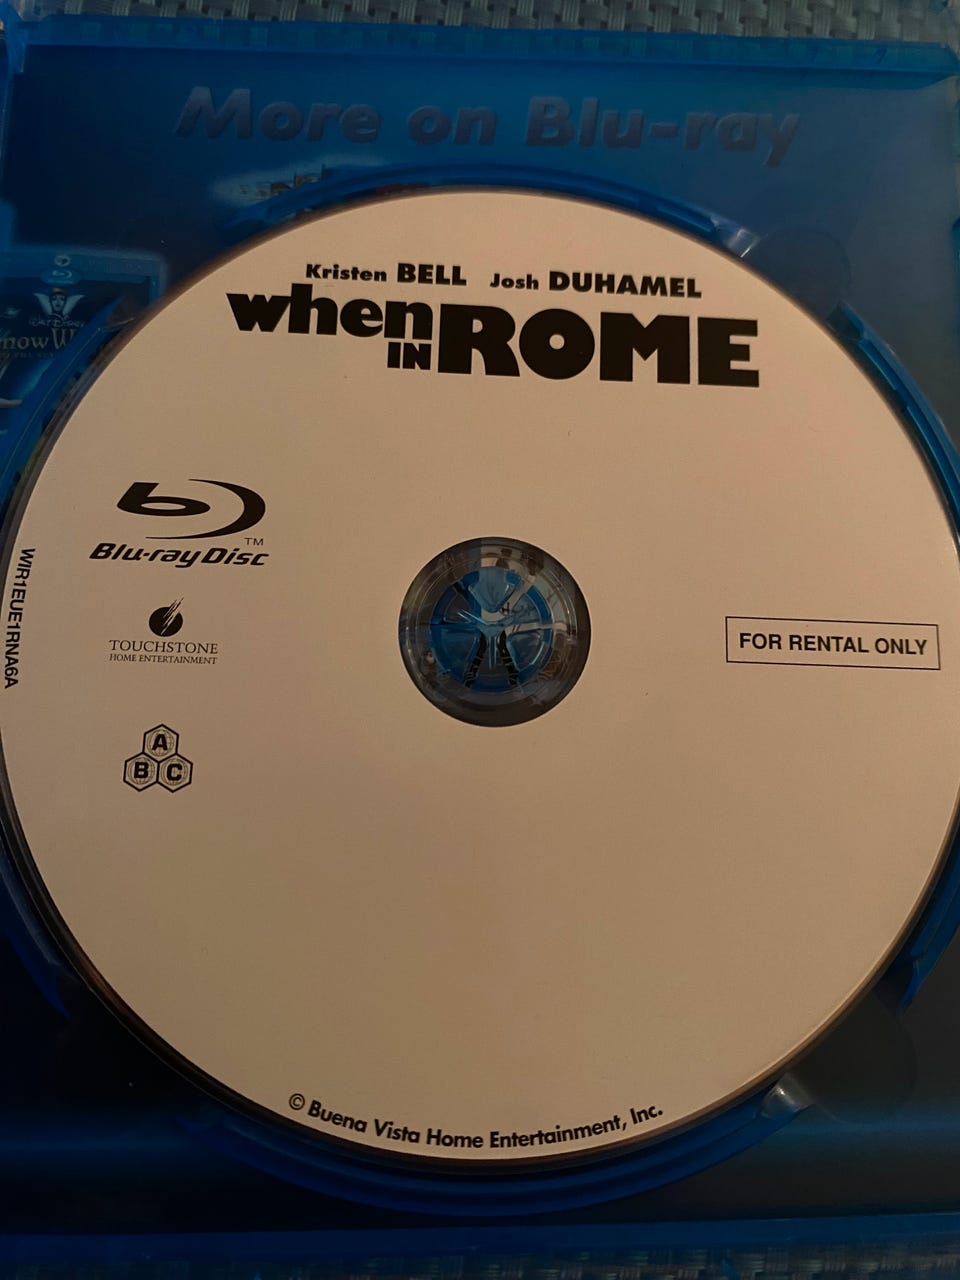 More on Blu-ray
Kristen BELL Josh DUHAMEL
when
IN ROME
Blu-ray Disc
TM
TOUCHSTONE
HOME ENTERTAINMENT
WIR1EUE1RNA6A
FOR RENTAL ONLY
A
B C
© Buena Vista Home Entertainment, Inc.